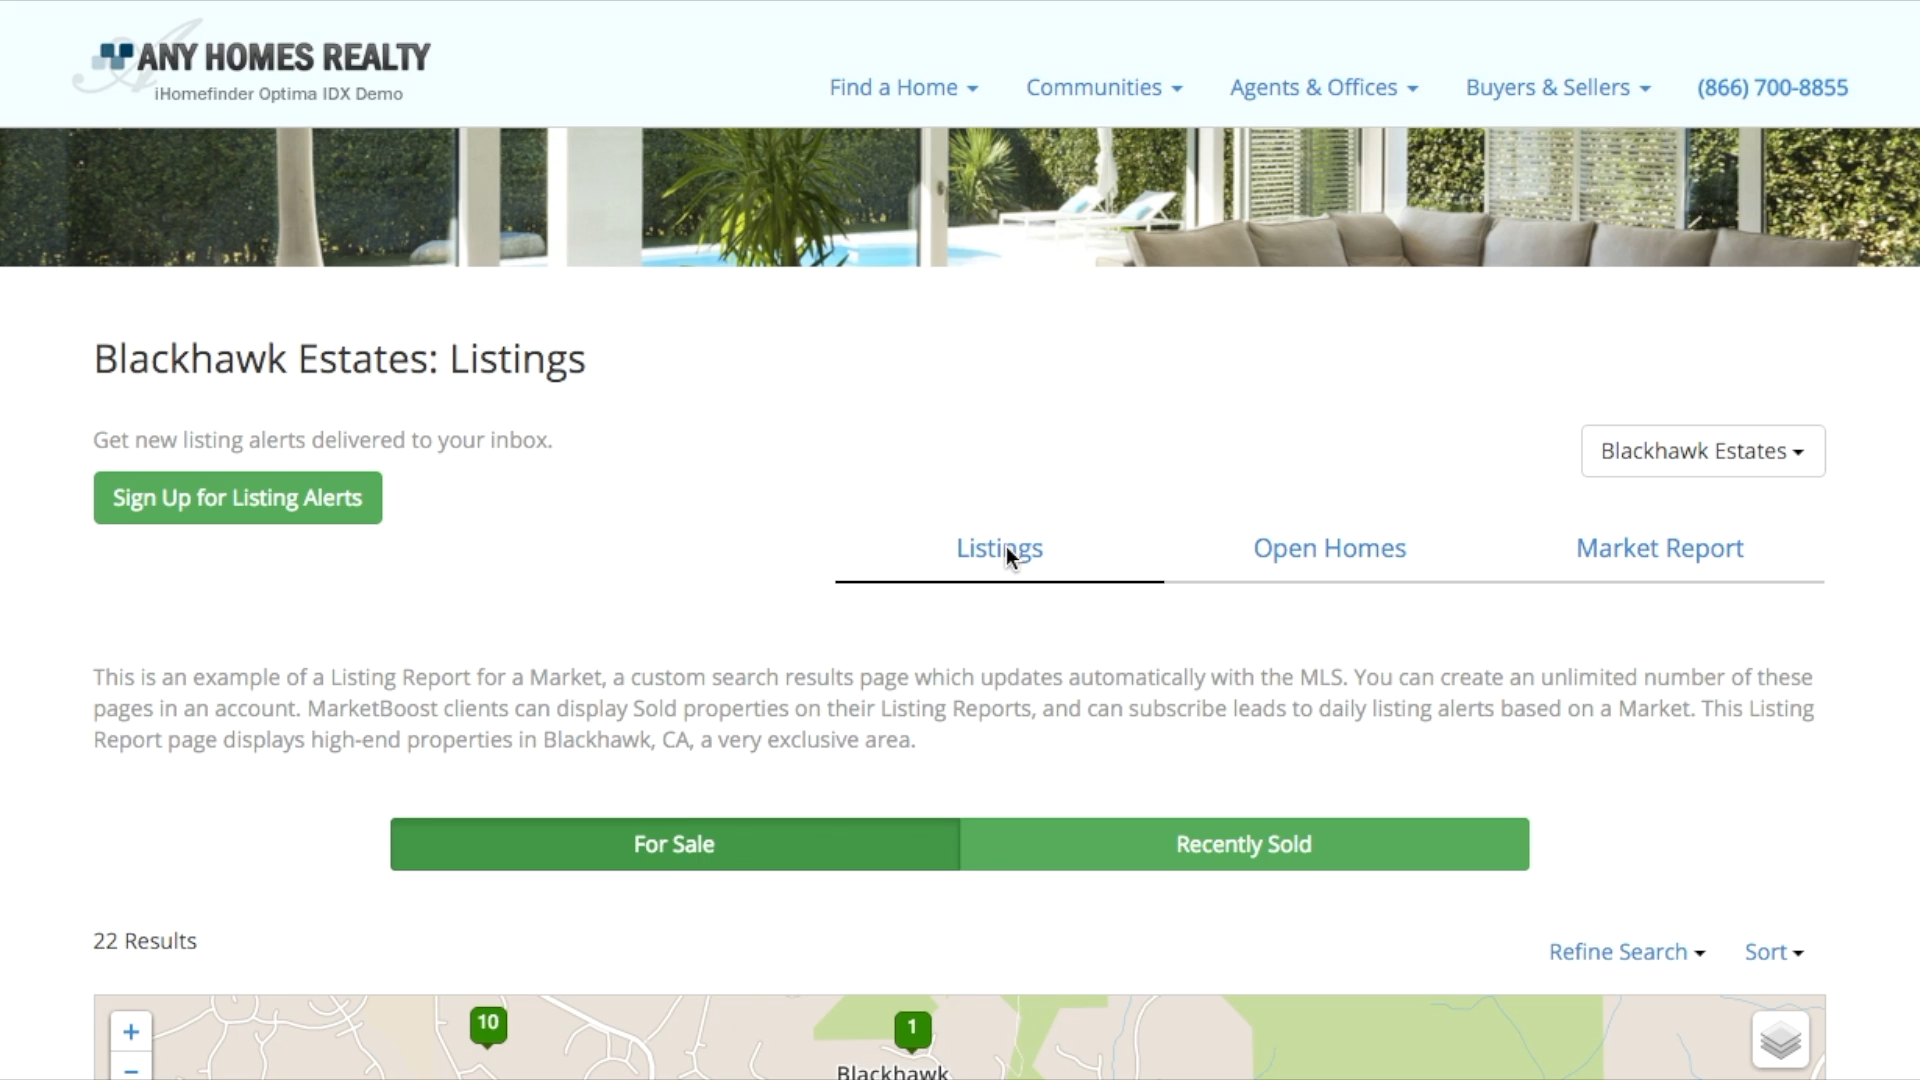 ANY HOMES REALTY
iHomefinder Optima IDX Demo
Find a Home
Communities
Agents & Offices
Buyers & Sellers
(866) 700-8855
Blackhawk Estates: Listings
Get new listing alerts delivered to your inbox.
Blackhawk Estates
Sign Up for Listing Alerts
Listings
Open Homes
Market Report
This is an example of a Listing Report for a Market, a custom search results page which updates automatically with the MLS. You can create an unlimited number of these
pages in an account. MarketBoost clients can display Sold properties on their Listing Reports, and can subscribe leads to daily listing alerts based on a Market. This Listing
Report page displays high-end properties in Blackhawk, CA, a very exclusive area.
For Sale
Recently Sold
22 Results
Refine Search
Sort
+
10
1
−
Blackhawk